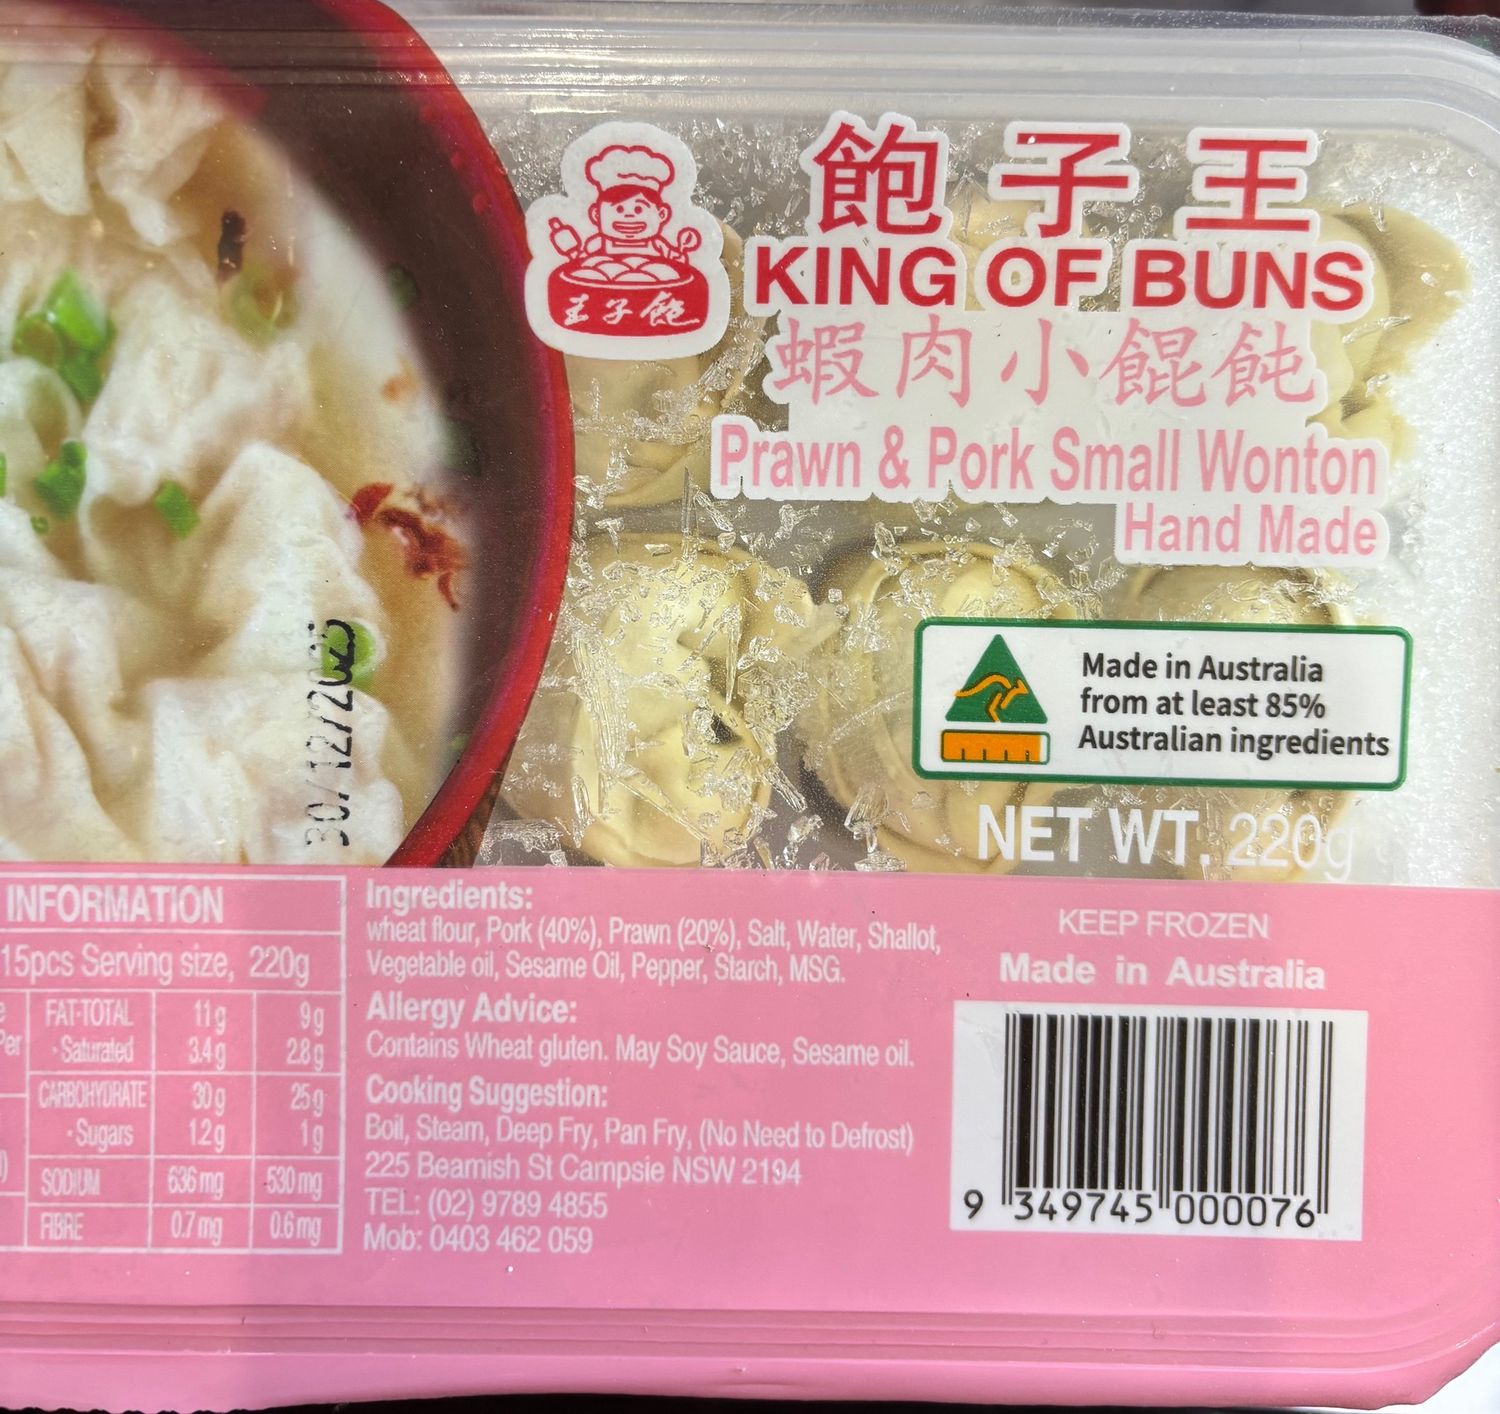 飽子王
KING OF BUNS
王子飽
蝦肉小餛飩
Prawn & Pork Small Wonton
Hand Made
Made in Australia
from at least 85%
Australian ingredients
NET WT. 220g
30/12/2025
INFORMATION
15pcs Serving size, 220g
FAT-TOTAL 11g 9g
· Saturated 3.4g 2.8g
CARBOHYDRATE 30g 25g
· Sugars 1.2g 1g
SODIUM 636mg 530mg
FIBRE 0.7mg 0.6mg
Ingredients:
wheat flour, Pork (40%), Prawn (20%), Salt, Water, Shallot,
Vegetable oil, Sesame Oil, Pepper, Starch, MSG.
Allergy Advice:
Contains Wheat gluten. May Soy Sauce, Sesame oil.
Cooking Suggestion:
Boil, Steam, Deep Fry, Pan Fry, (No Need to Defrost)
225 Beamish St Campsie NSW 2194
TEL: (02) 9789 4855
Mob: 0403 462 059
KEEP FROZEN
Made in Australia
9 349745 000076